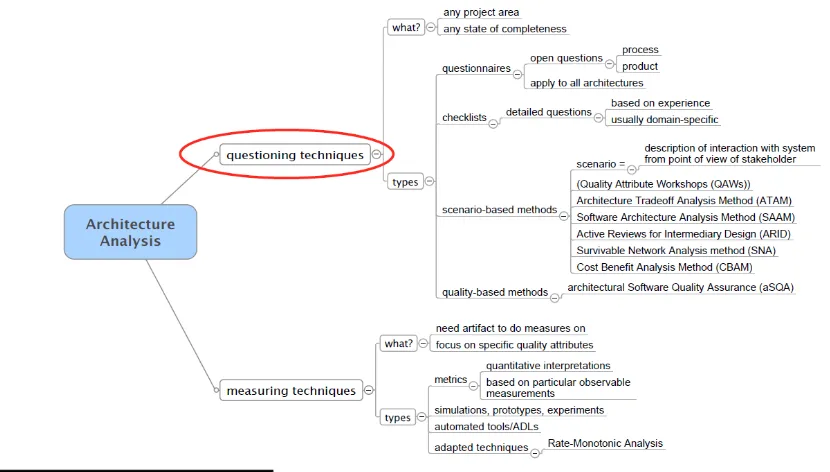 Architecture
Analysis
questioning techniques
what?
any project area
any state of completeness
types
questionnaires
open questions
process
product
apply to all architectures
checklists
detailed questions
based on experience
usually domain-specific
scenario-based methods
scenario =
description of interaction with system
from point of view of stakeholder
(Quality Attribute Workshops (QAWs))
Architecture Tradeoff Analysis Method (ATAM)
Software Architecture Analysis Method (SAAM)
Active Reviews for Intermediary Design (ARID)
Survivable Network Analysis method (SNA)
Cost Benefit Analysis Method (CBAM)
quality-based methods
architectural Software Quality Assurance (aSQA)
measuring techniques
what?
need artifact to do measures on
focus on specific quality attributes
types
metrics
quantitative interpretations
based on particular observable
measurements
simulations, prototypes, experiments
automated tools/ADLs
adapted techniques
Rate-Monotonic Analysis